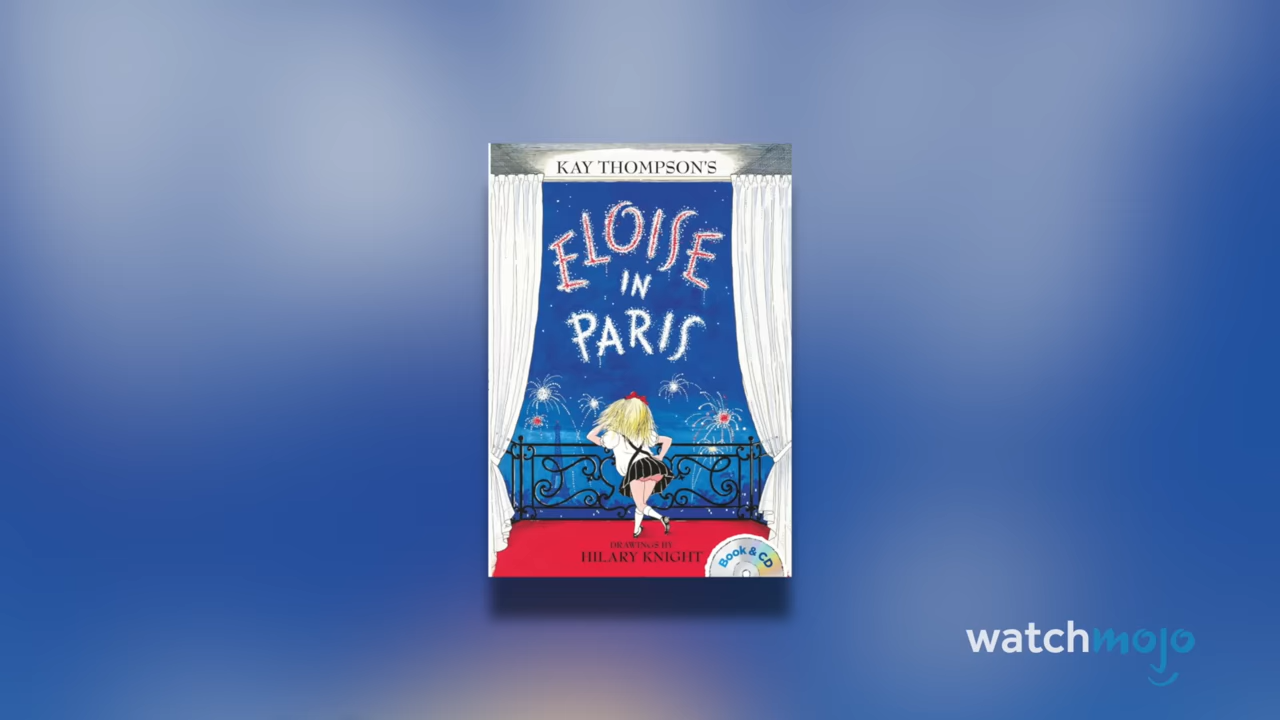 KAY THOMPSON'S
ELOISE
IN
PARIS
DRAWINGS BY
HILARY KNIGHT
Book & CD
watchmojo